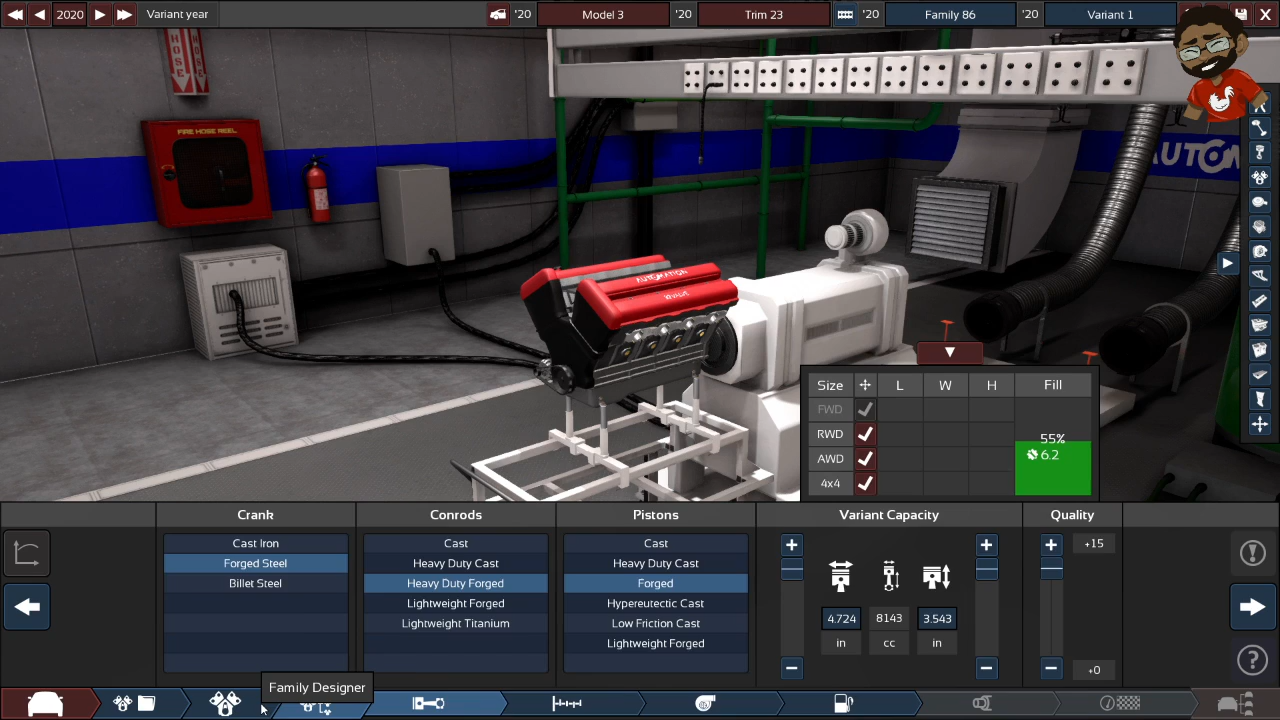 2020 Variant year '20 Model 3 '20 Trim 23 '20 Family 86 '20 Variant 1 X
HOSE HOSE
FIRE HOSE REEL
AUTOM
AUTOMATION
Size L W H Fill
FWD
RWD
AWD
4x4
55%
6.2
Crank Conrods Pistons Variant Capacity Quality
Cast Iron Cast Cast + + + +15
Forged Steel Heavy Duty Cast Heavy Duty Cast
Billet Steel Heavy Duty Forged Forged
Lightweight Forged Hypereutectic Cast
Lightweight Titanium Low Friction Cast 4.724 8143 3.543
Lightweight Forged in cc in
− − − +0
Family Designer